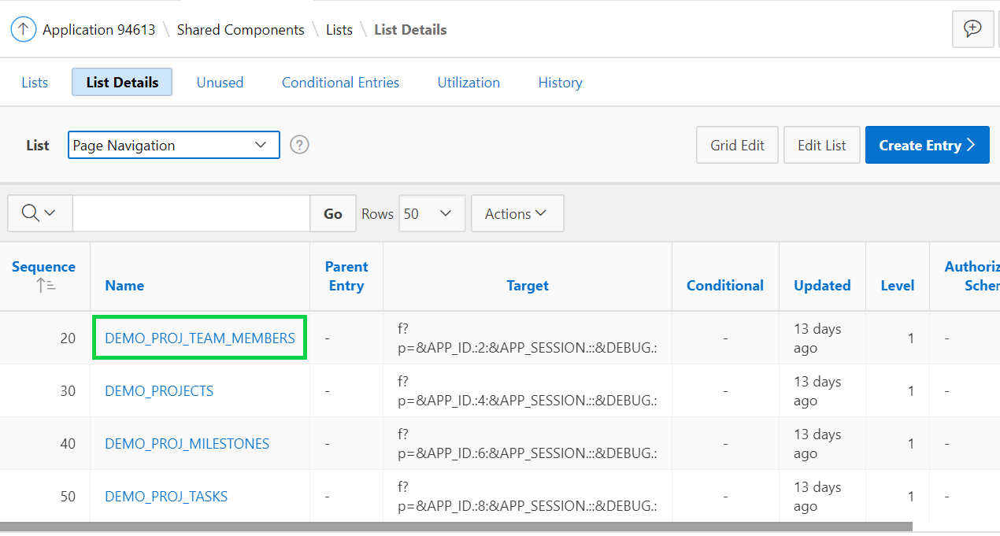 Application 94613 \ Shared Components \ Lists \ List Details
Lists List Details Unused Conditional Entries Utilization History
List Page Navigation ? Grid Edit Edit List Create Entry
Go Rows 50 Actions
Sequence Name Parent Entry Target Conditional Updated Level Authoriz Scher
20 DEMO_PROJ_TEAM_MEMBERS - f? - 13 days 1 -
p=&APP_ID.:2:&APP_SESSION.::&DEBUG.: ago
30 DEMO_PROJECTS - f? - 13 days 1 -
p=&APP_ID.:4:&APP_SESSION.::&DEBUG.: ago
40 DEMO_PROJ_MILESTONES - f? - 13 days 1 -
p=&APP_ID.:6:&APP_SESSION.::&DEBUG.: ago
50 DEMO_PROJ_TASKS - f? - 13 days 1 -
p=&APP_ID.:8:&APP_SESSION.::&DEBUG.: ago